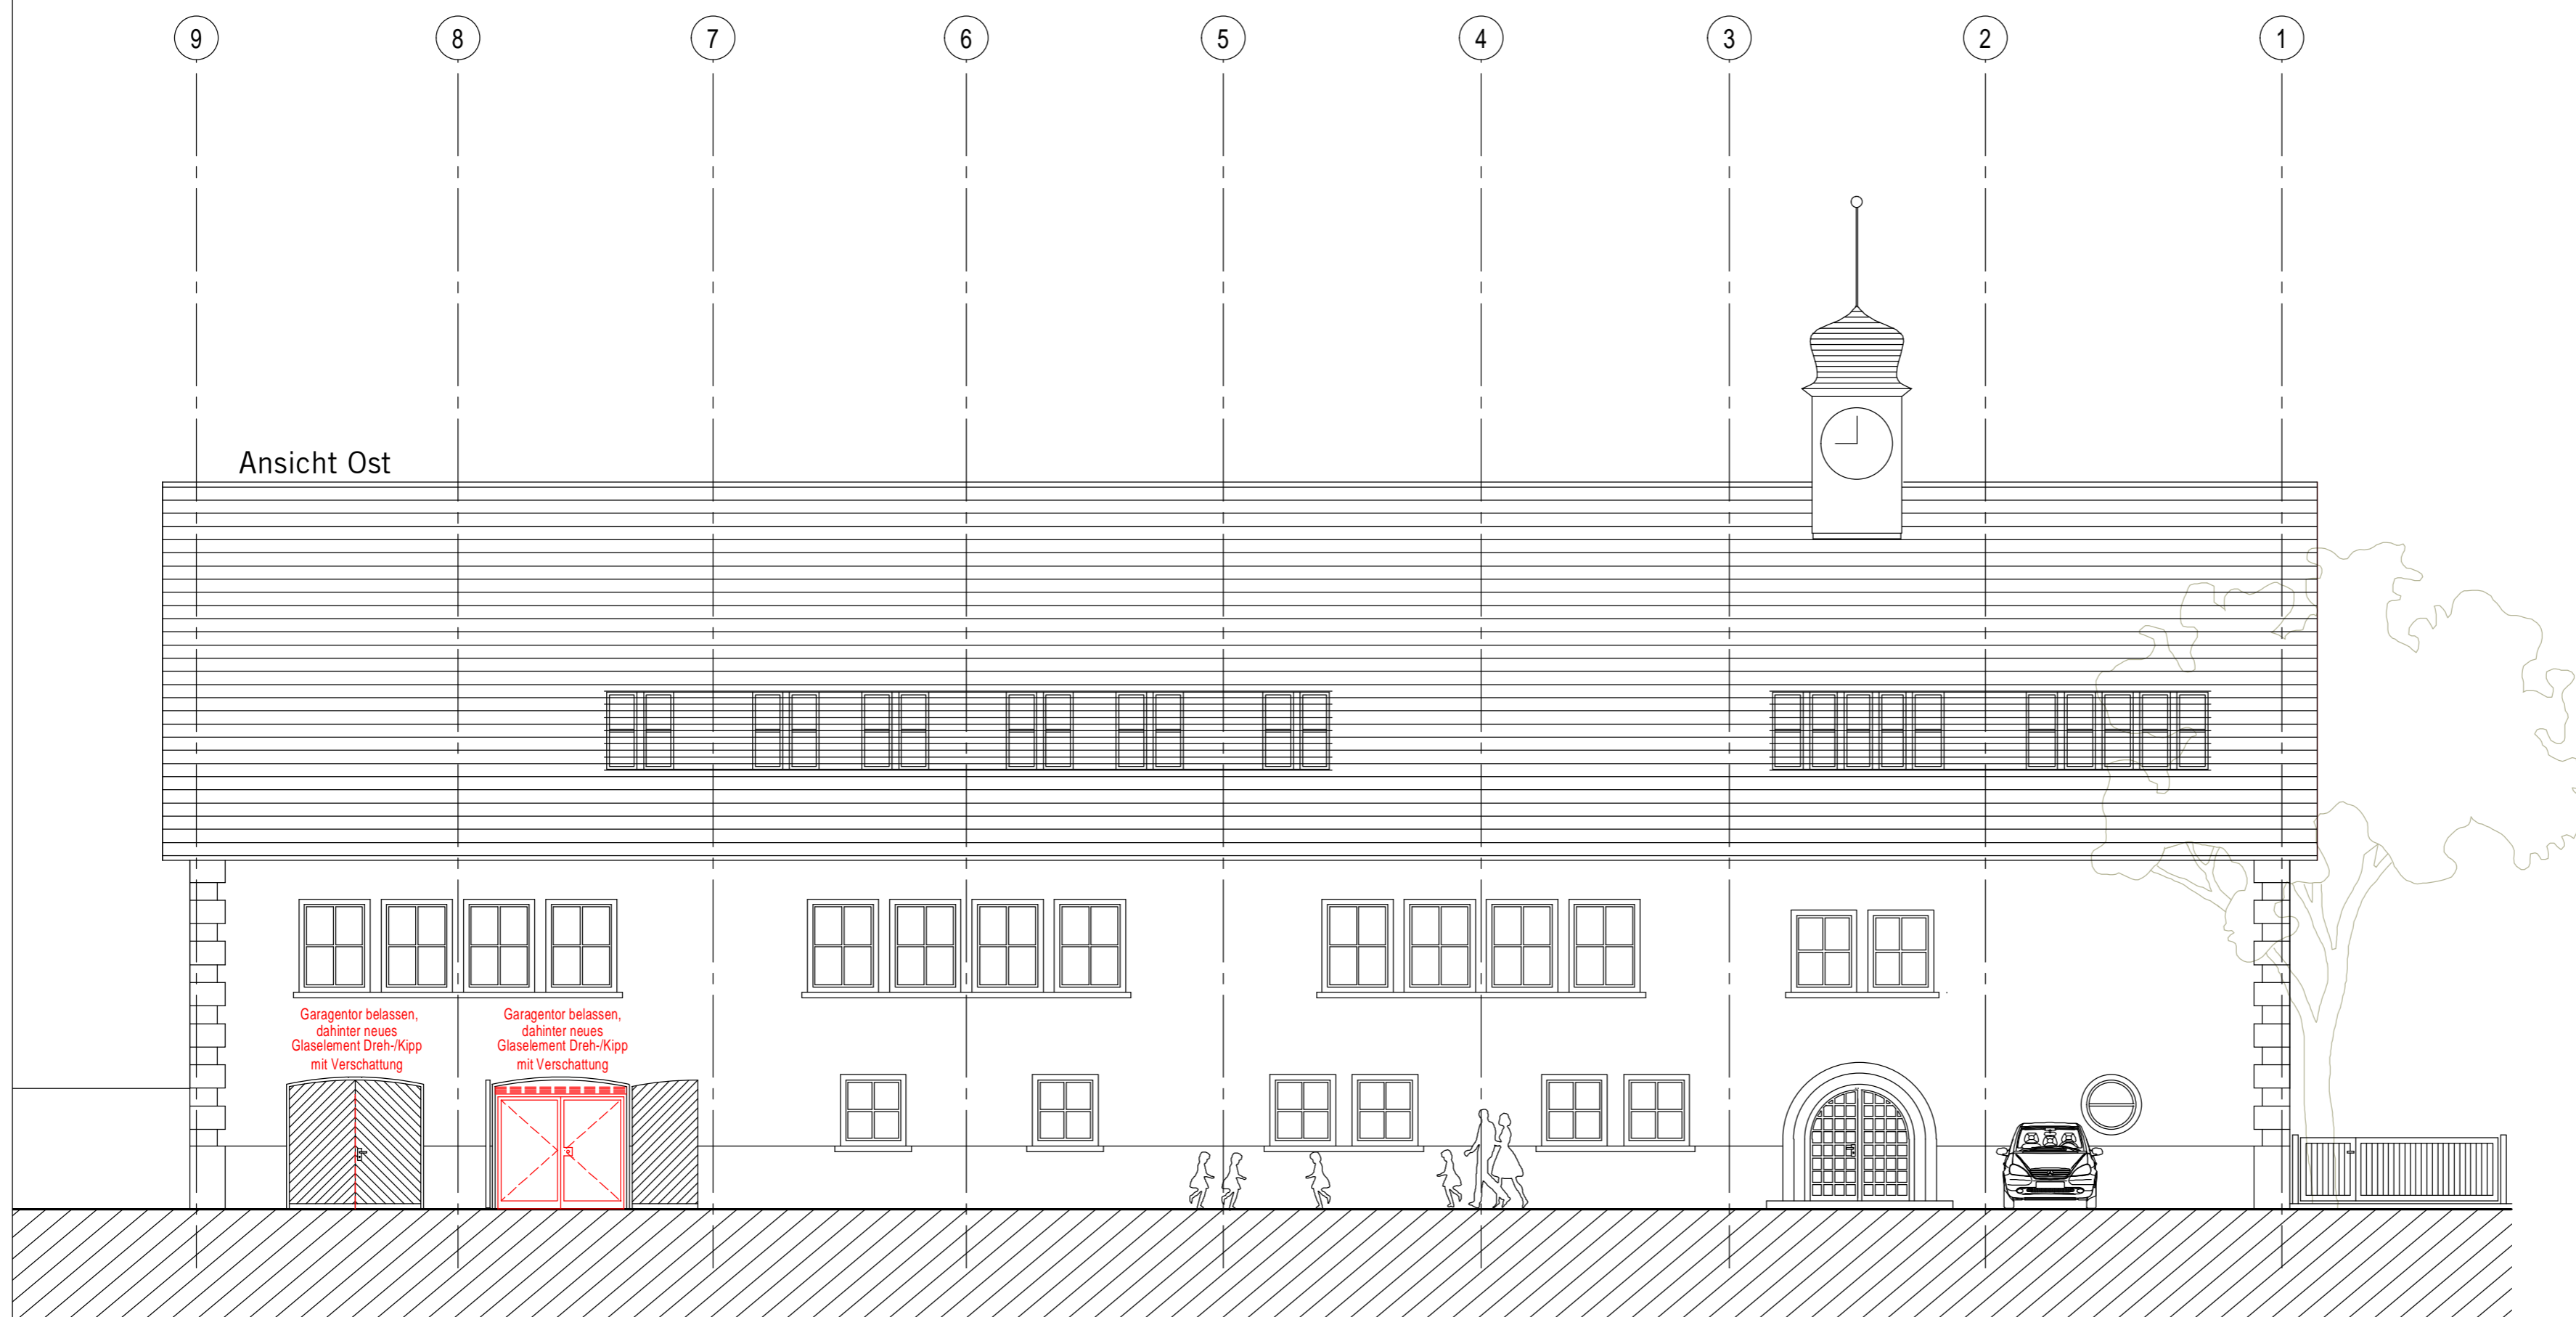 9 8 7 6 5 4 3 2 1
Ansicht Ost
Garagentor belassen,
dahinter neues
Glaselement Dreh-/Kipp
mit Verschattung
Garagentor belassen,
dahinter neues
Glaselement Dreh-/Kipp
mit Verschattung